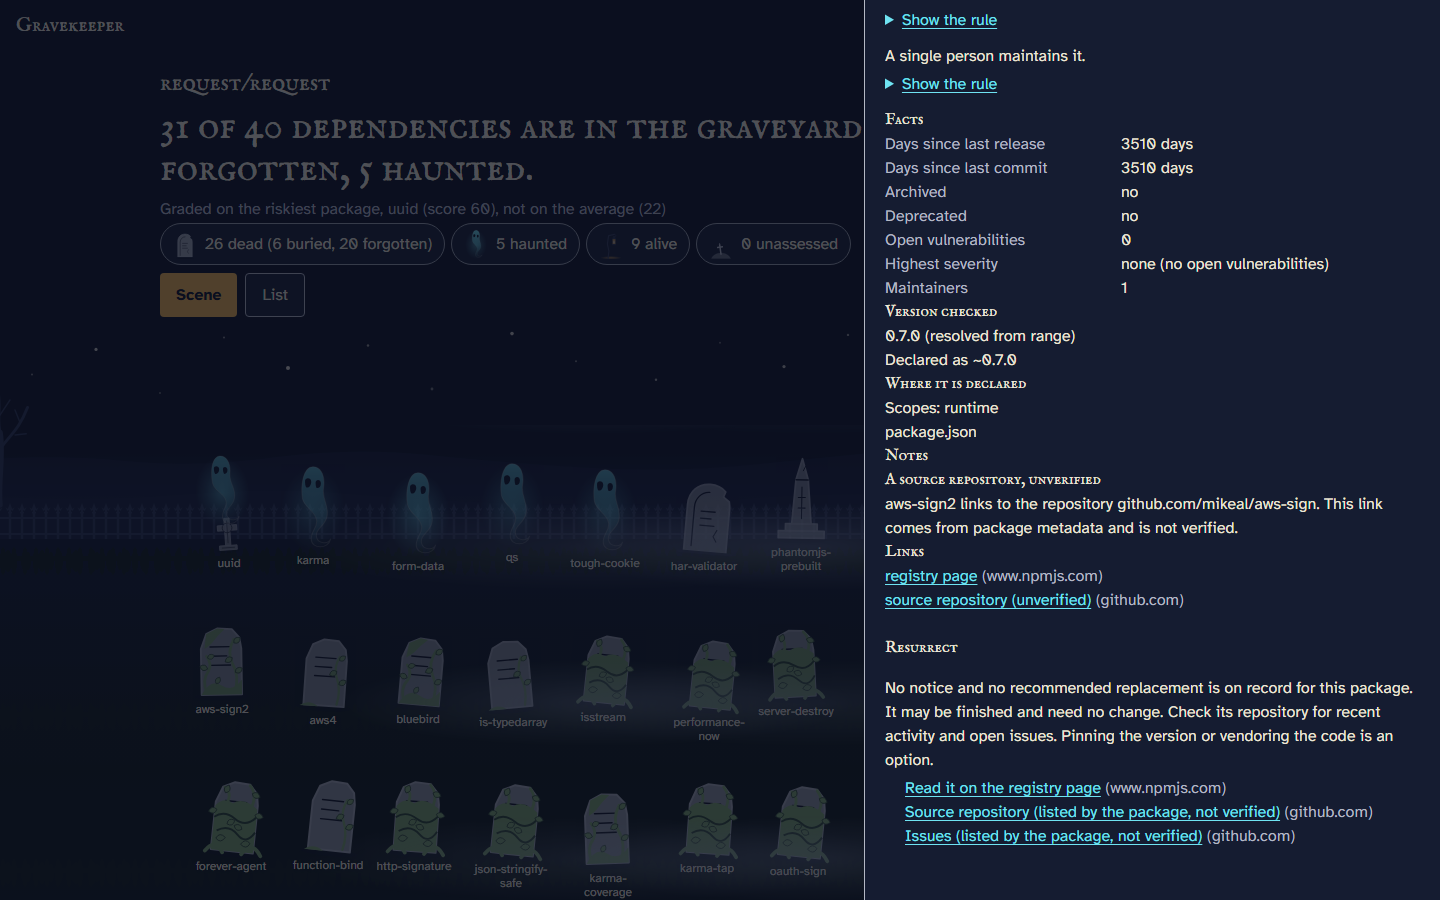 Gravekeeper
request/request
31 of 40 dependencies are in the graveyard
forgotten, 5 haunted.
Graded on the riskiest package, uuid (score 60), not on the average (22)
26 dead (6 buried, 20 forgotten)
5 haunted
9 alive
0 unassessed
Scene
List
uuid
karma
form-data
qs
tough-cookie
har-validator
phantomjs-
prebuilt
aws-sign2
aws4
bluebird
is-typedarray
isstream
performance-
now
server-destroy
forever-agent
function-bind
http-signature
json-stringify-
safe
karma-
coverage
karma-tap
oauth-sign
Show the rule
A single person maintains it.
Show the rule
Facts
Days since last release 3510 days
Days since last commit 3510 days
Archived no
Deprecated no
Open vulnerabilities 0
Highest severity none (no open vulnerabilities)
Maintainers 1
Version checked
0.7.0 (resolved from range)
Declared as ~0.7.0
Where it is declared
Scopes: runtime
package.json
Notes
A source repository, unverified
aws-sign2 links to the repository github.com/mikeal/aws-sign. This link
comes from package metadata and is not verified.
Links
registry page (www.npmjs.com)
source repository (unverified) (github.com)
Resurrect
No notice and no recommended replacement is on record for this package.
It may be finished and need no change. Check its repository for recent
activity and open issues. Pinning the version or vendoring the code is an
option.
Read it on the registry page (www.npmjs.com)
Source repository (listed by the package, not verified) (github.com)
Issues (listed by the package, not verified) (github.com)